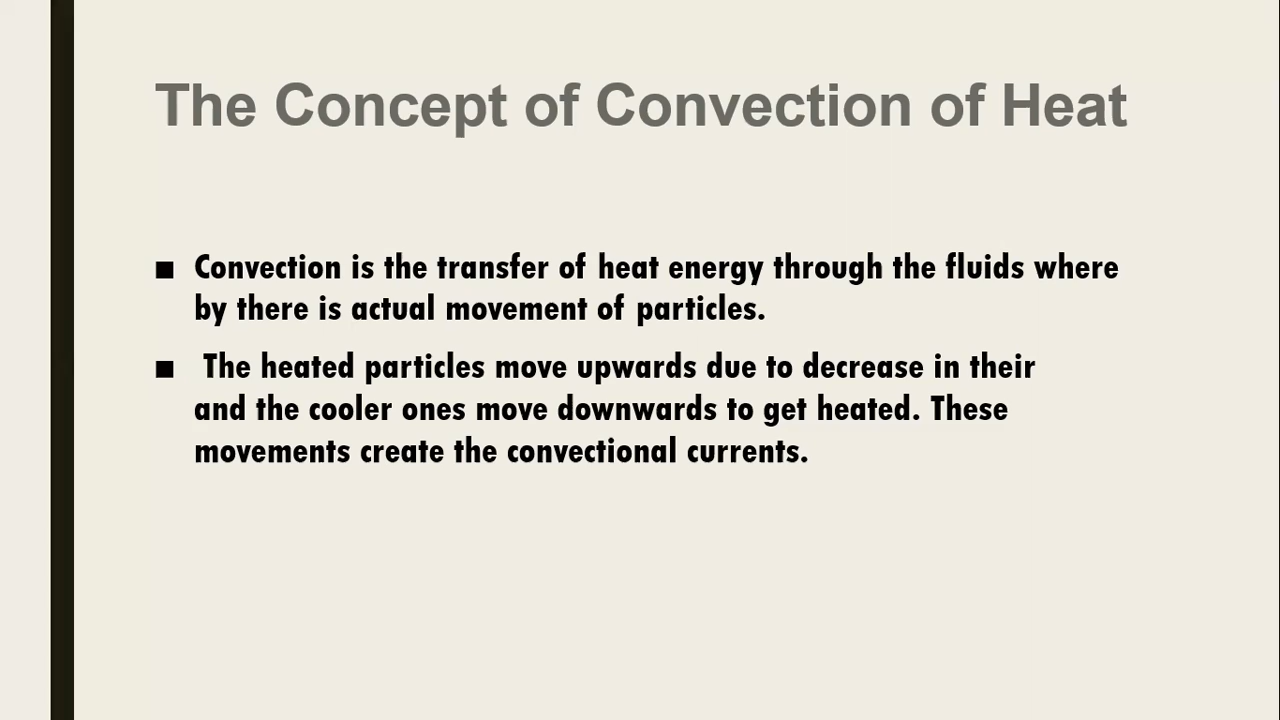 The Concept of Convection of Heat
■ Convection is the transfer of heat energy through the fluids where
by there is actual movement of particles.
■ The heated particles move upwards due to decrease in their
and the cooler ones move downwards to get heated. These
movements create the convectional currents.